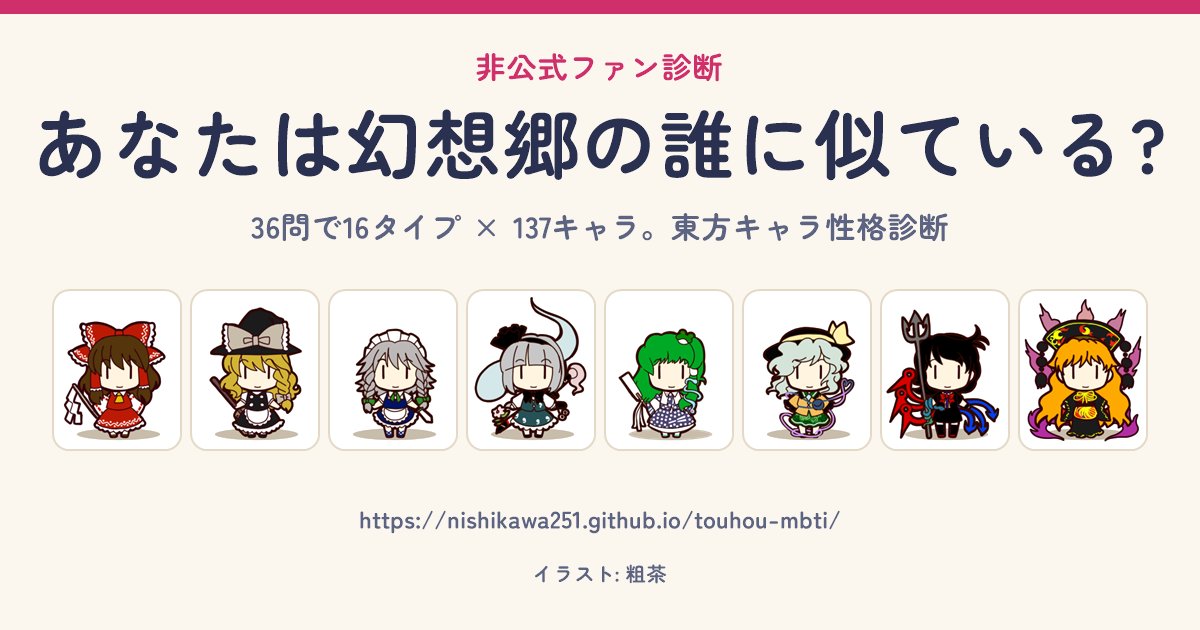 非公式ファン診断
あなたは幻想郷の誰に似ている?
36問で16タイプ × 137キャラ。東方キャラ性格診断
https://nishikawa251.github.io/touhou-mbti/
イラスト: 粗茶